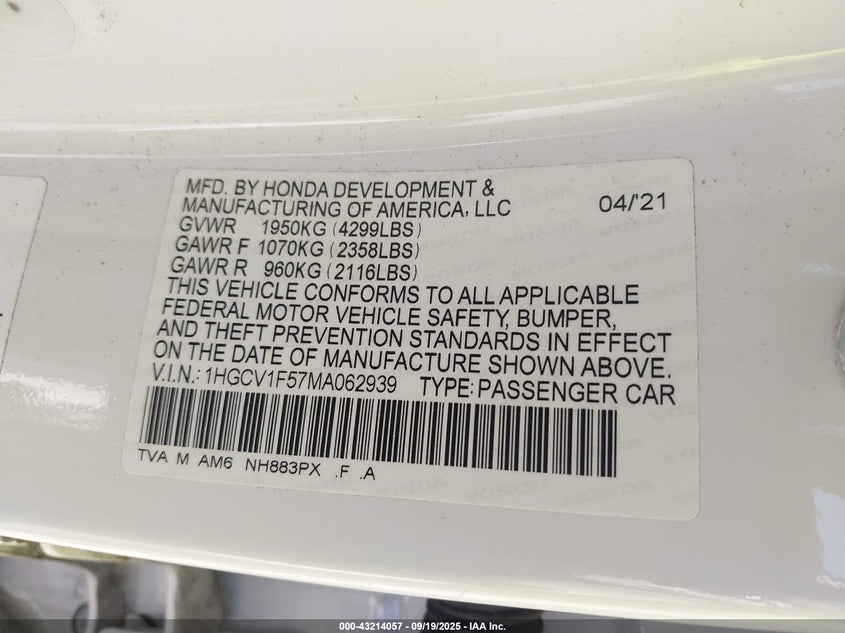 MFD. BY HONDA DEVELOPMENT &
MANUFACTURING OF AMERICA, LLC 04/'21
GVWR 1950KG (4299LBS)
GAWR F 1070KG (2358LBS)
GAWR R 960KG (2116LBS)
THIS VEHICLE CONFORMS TO ALL APPLICABLE
FEDERAL MOTOR VEHICLE SAFETY, BUMPER,
AND THEFT PREVENTION STANDARDS IN EFFECT
ON THE DATE OF MANUFACTURE SHOWN ABOVE.
V.I.N.: 1HGCV1F57MA062939 TYPE: PASSENGER CAR
TVA M AM6 NH883PX .F .A
HONDA HONDA
000-43214057 - 09/19/2025 - IAA Inc.